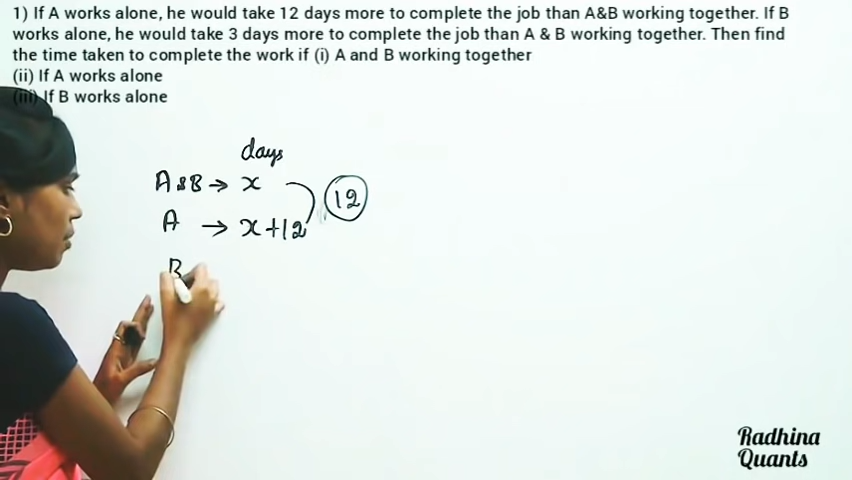 1) If A works alone, he would take 12 days more to complete the job than A&B working together. If B
works alone, he would take 3 days more to complete the job than A & B working together. Then find
the time taken to complete the work if (i) A and B working together
(ii) If A works alone
(iii) If B works alone
days
A&B → x
12
A → x+12
B
Radhina
Quants